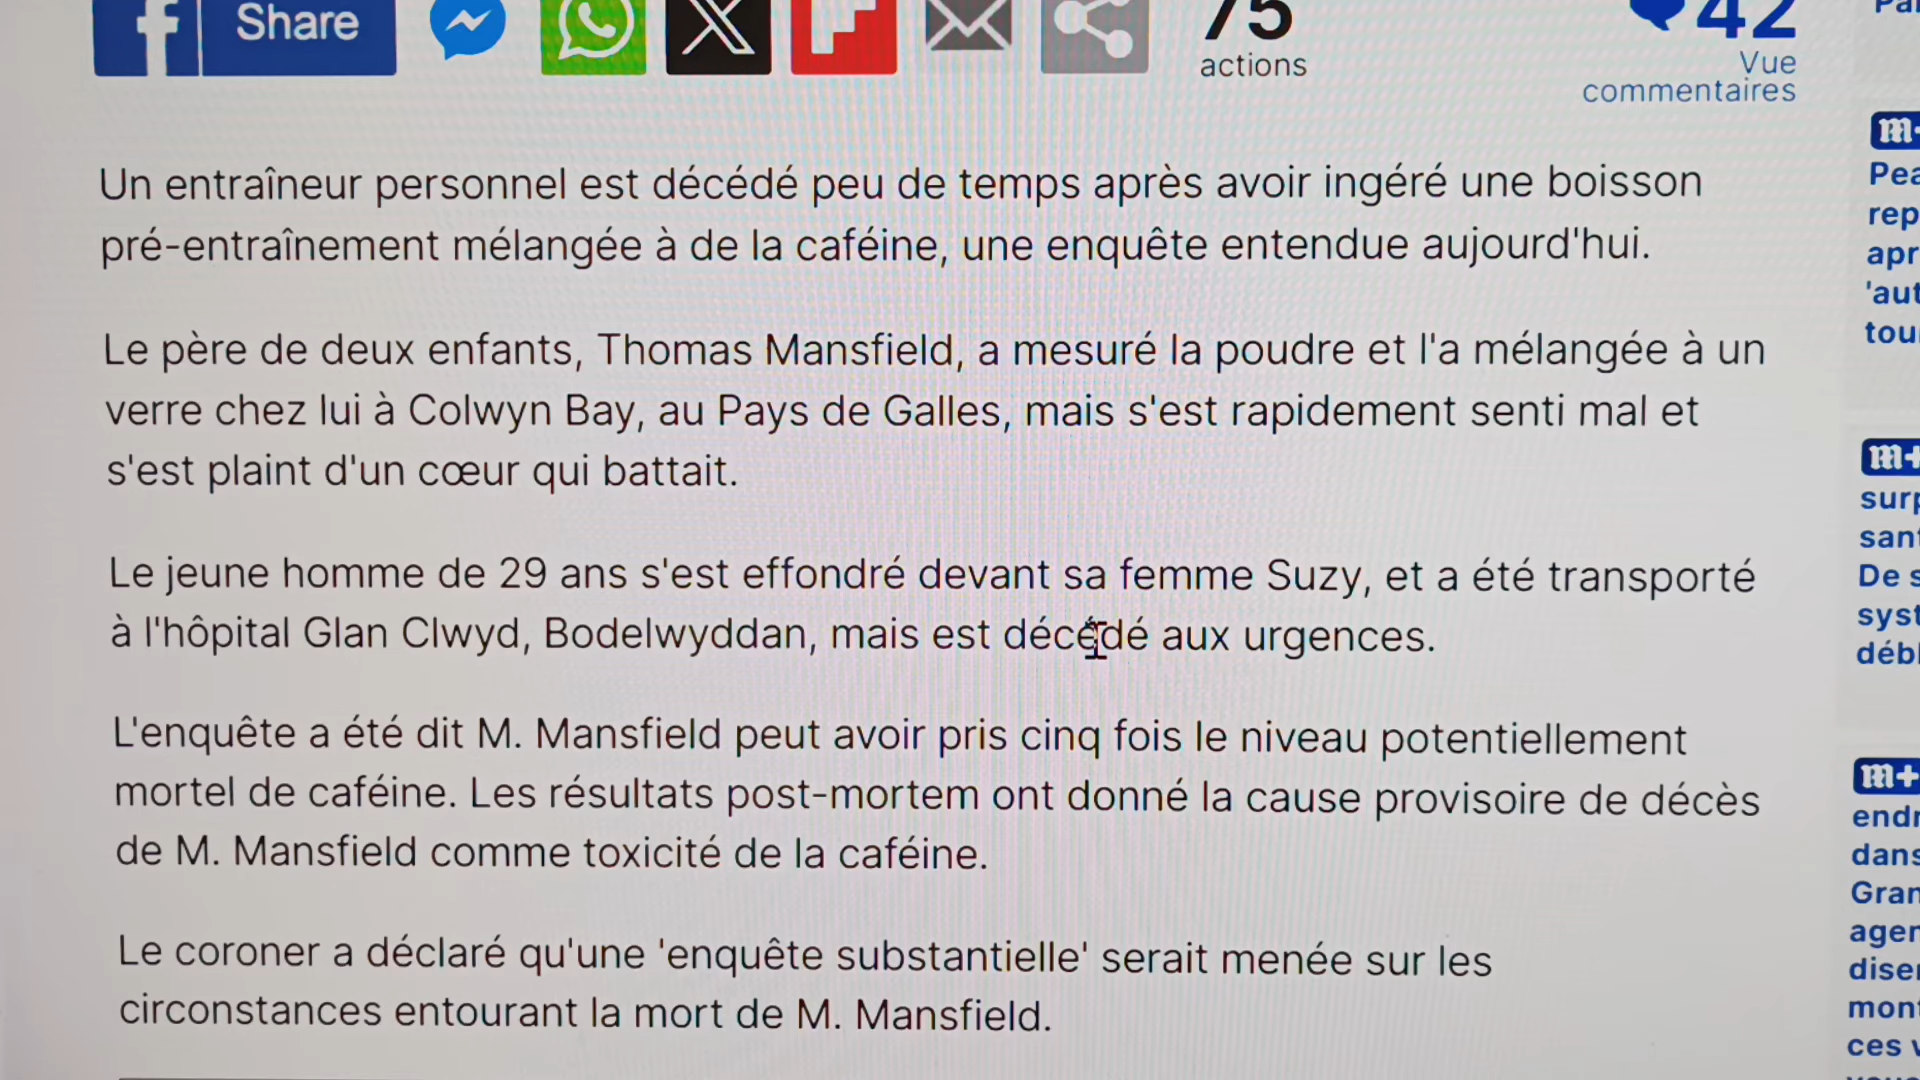 Share
75
actions
42
Vue
commentaires
Un entraîneur personnel est décédé peu de temps après avoir ingéré une boisson
pré-entraînement mélangée à de la caféine, une enquête entendue aujourd'hui.
Le père de deux enfants, Thomas Mansfield, a mesuré la poudre et l'a mélangée à un
verre chez lui à Colwyn Bay, au Pays de Galles, mais s'est rapidement senti mal et
s'est plaint d'un cœur qui battait.
Le jeune homme de 29 ans s'est effondré devant sa femme Suzy, et a été transporté
à l'hôpital Glan Clwyd, Bodelwyddan, mais est décédé aux urgences.
L'enquête a été dit M. Mansfield peut avoir pris cinq fois le niveau potentiellement
mortel de caféine. Les résultats post-mortem ont donné la cause provisoire de décès
de M. Mansfield comme toxicité de la caféine.
Le coroner a déclaré qu'une 'enquête substantielle' serait menée sur les
circonstances entourant la mort de M. Mansfield.
m+
m+
De
dans
ces